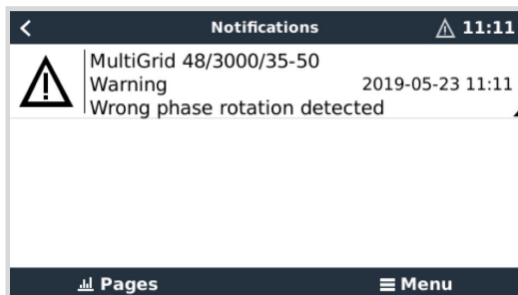 Notifications 11:11
MultiGrid 48/3000/35-50
Warning 2019-05-23 11:11
Wrong phase rotation detected
Pages Menu